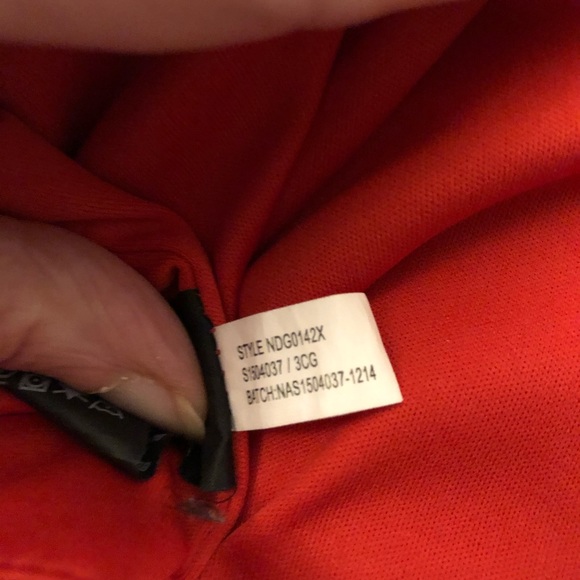 STYLE NDG0142X
S1504037 / 3CG
BATCH:NAS1504037-1214